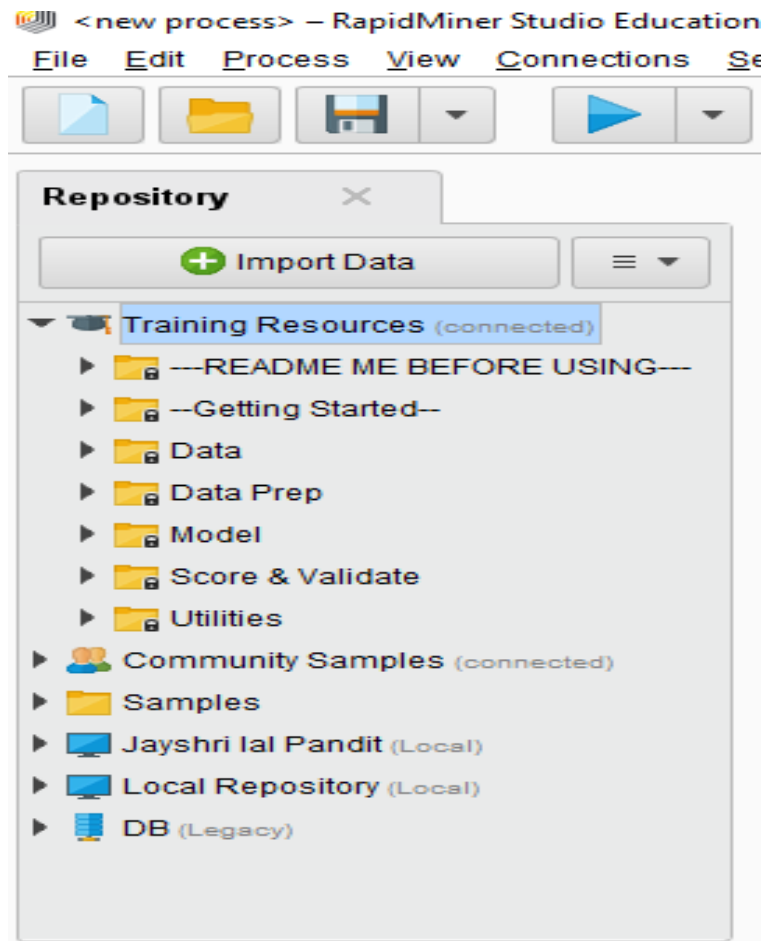 <new process> – RapidMiner Studio Education
File Edit Process View Connections Se
Repository
Import Data
Training Resources (connected)
---README ME BEFORE USING---
--Getting Started--
Data
Data Prep
Model
Score & Validate
Utilities
Community Samples (connected)
Samples
Jayshri lal Pandit (Local)
Local Repository (Local)
DB (Legacy)